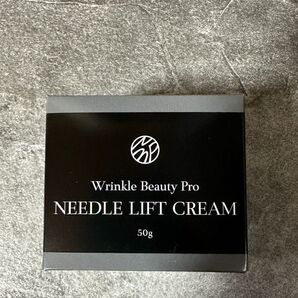 Wrinkle Beauty Pro
NEEDLE LIFT CREAM
50g